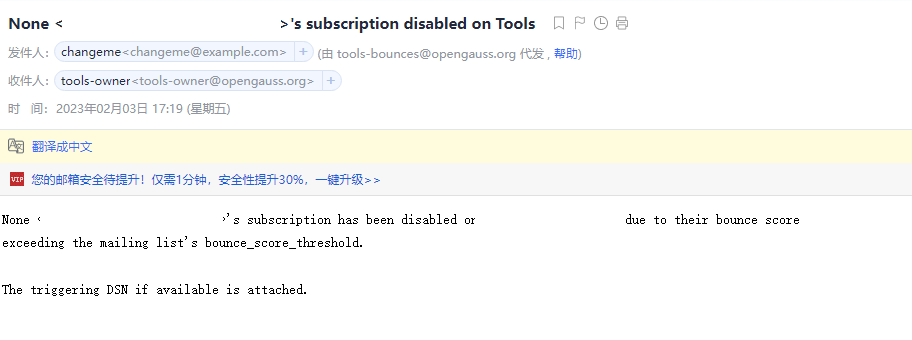 None < >'s subscription disabled on Tools
发件人: changeme<changeme@example.com> + (由 tools-bounces@opengauss.org 代发 , 帮助)
收件人: tools-owner<tools-owner@opengauss.org> +
时 间: 2023年02月03日 17:19 (星期五)
翻译成中文
VIP 您的邮箱安全待提升！仅需1分钟，安全性提升30%，一键升级>>
None ‹ ›'s subscription has been disabled on due to their bounce score
exceeding the mailing list's bounce_score_threshold.
The triggering DSN if available is attached.